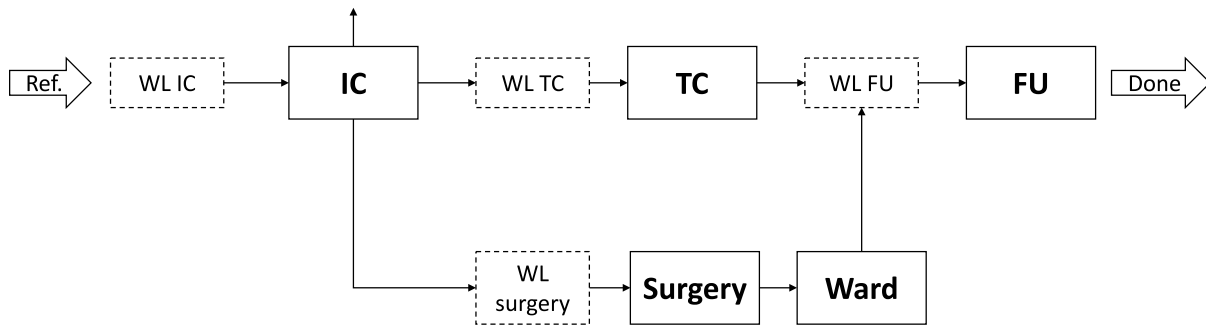 Ref.
WL IC
IC
WL TC
TC
WL FU
FU
Done
WL
surgery
Surgery
Ward